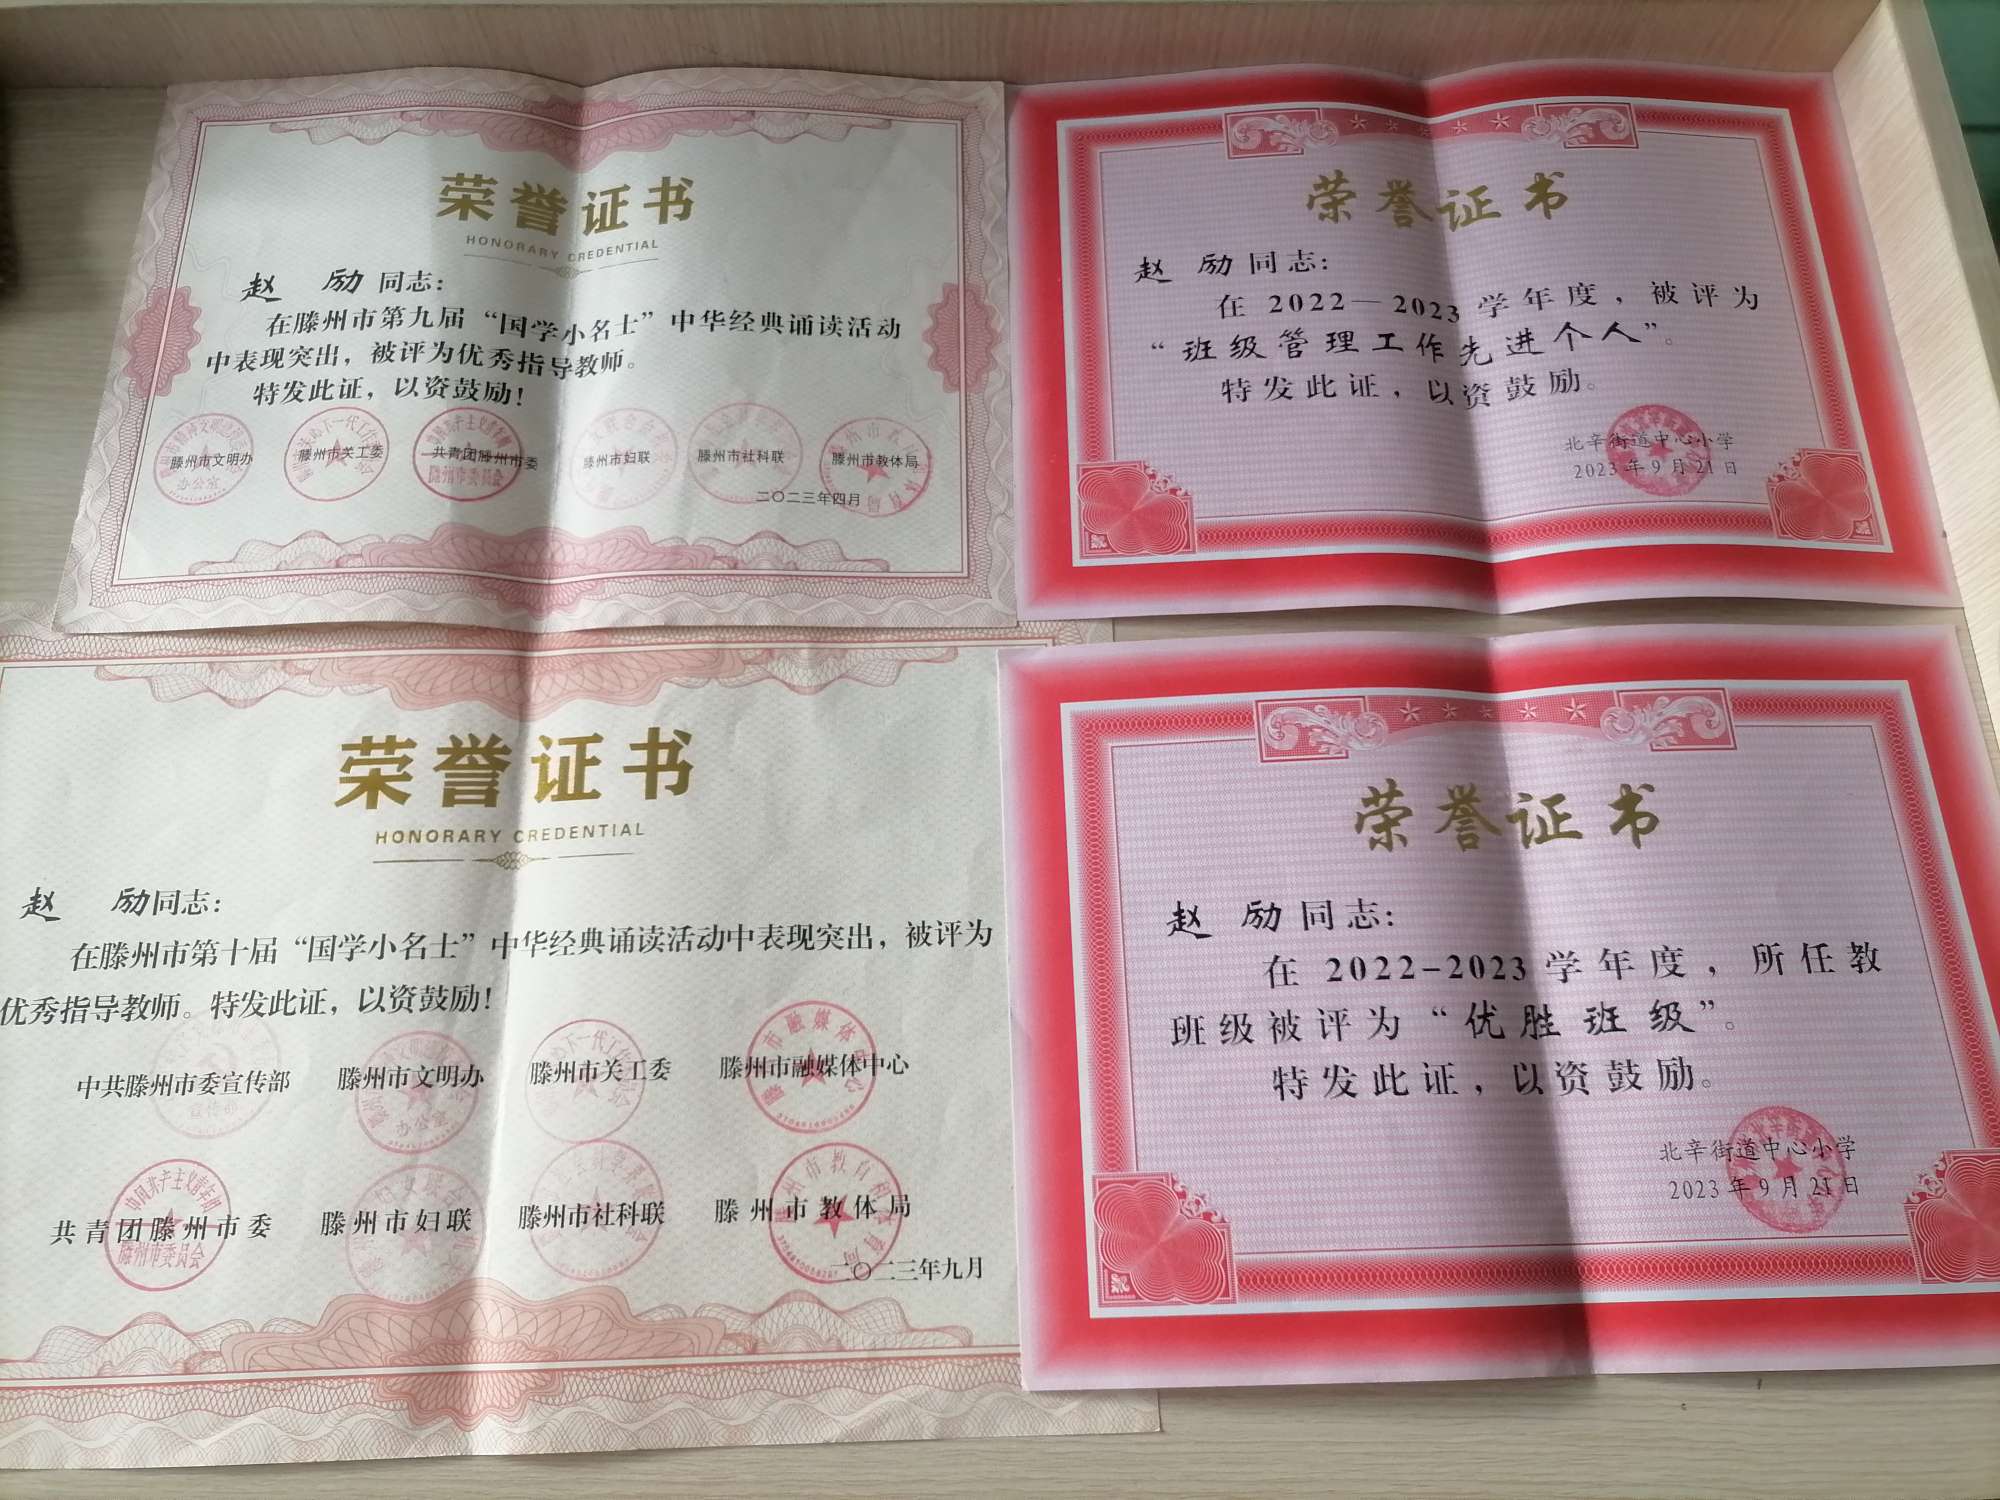 荣誉证书
HONORARY CREDENTIAL
赵 励 同志：
在滕州市第九届“国学小名士”中华经典诵读活动
中表现突出，被评为优秀指导教师。
特发此证，以资鼓励！
滕州市文明办 滕州市关工委 共青团滕州市委 滕州市妇联 滕州市社科联 滕州市教体局
二〇二三年四月
荣誉证书
赵 励 同志：
在 2022—2023 学年度，被评为
“班级管理工作先进个人”。
特发此证，以资鼓励。
北辛街道中心小学
2023年9月21日
荣誉证书
HONORARY CREDENTIAL
赵 励同志：
在滕州市第十届“国学小名士”中华经典诵读活动中表现突出，被评为
优秀指导教师。特发此证，以资鼓励！
中共滕州市委宣传部 滕州市文明办 滕州市关工委 滕州市融媒体中心
共青团滕州市委 滕州市妇联 滕州市社科联 滕州市教体局
二〇二三年九月
荣誉证书
赵 励 同志：
在 2022-2023 学年度，所任教
班级被评为“优胜班级”。
特发此证，以资鼓励。
北辛街道中心小学
2023年9月21日